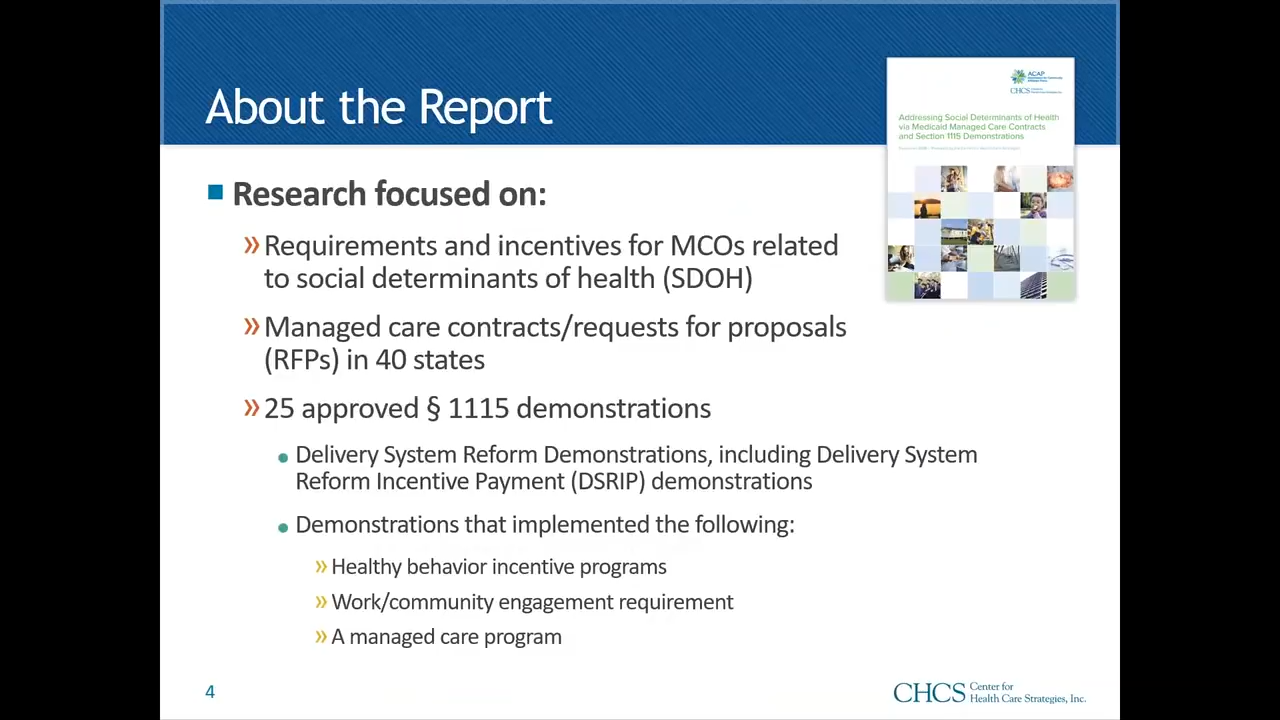 About the Report
ACAP
CHCS
Addressing Social Determinants of Health
via Medicaid Managed Care Contracts
and Section 1115 Demonstrations
Research focused on:
» Requirements and incentives for MCOs related
to social determinants of health (SDOH)
» Managed care contracts/requests for proposals
(RFPs) in 40 states
» 25 approved § 1115 demonstrations
• Delivery System Reform Demonstrations, including Delivery System
Reform Incentive Payment (DSRIP) demonstrations
• Demonstrations that implemented the following:
» Healthy behavior incentive programs
» Work/community engagement requirement
» A managed care program
4
CHCS Center for
Health Care Strategies, Inc.